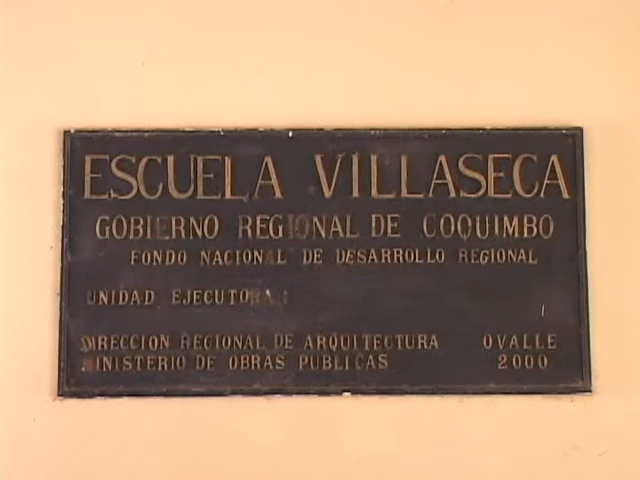 ESCUELA VILLASECA
GOBIERNO REGIONAL DE COQUIMBO
FONDO NACIONAL DE DESARROLLO REGIONAL
UNIDAD EJECUTORA :
DIRECCION REGIONAL DE ARQUITECTURA OVALLE
MINISTERIO DE OBRAS PUBLICAS 2000